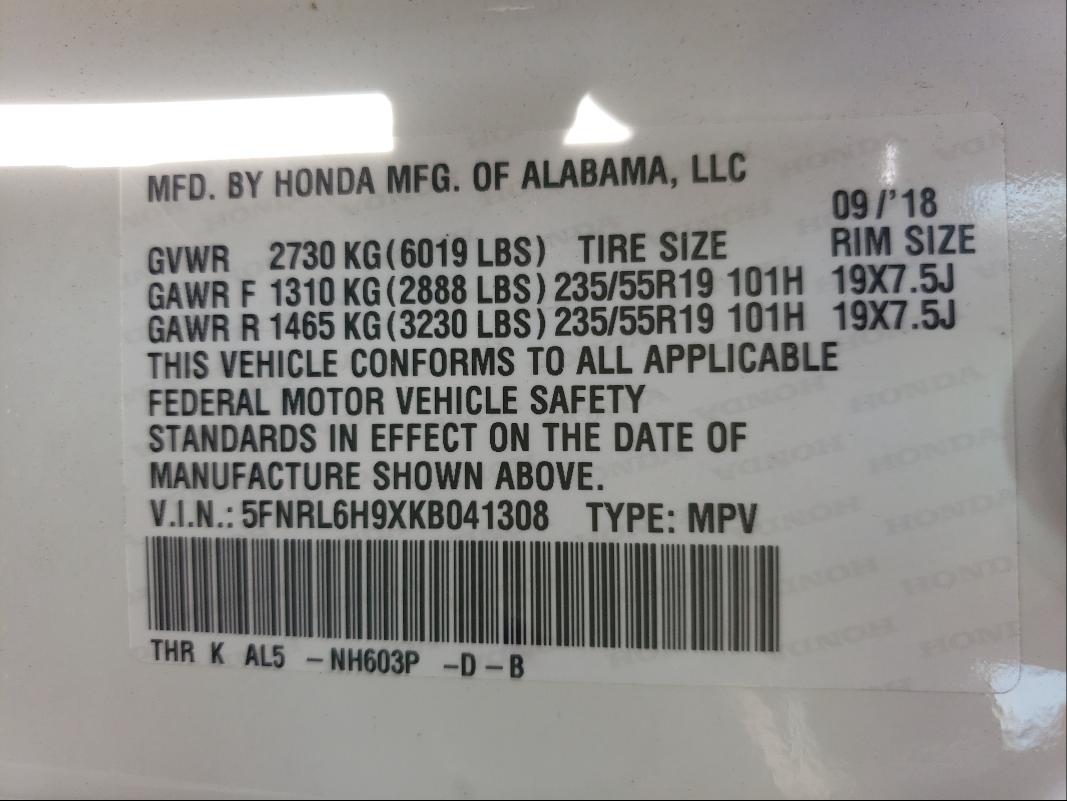 MFD. BY HONDA MFG. OF ALABAMA, LLC
09/'18
GVWR 2730 KG(6019 LBS) TIRE SIZE RIM SIZE
GAWR F 1310 KG(2888 LBS) 235/55R19 101H 19X7.5J
GAWR R 1465 KG(3230 LBS) 235/55R19 101H 19X7.5J
THIS VEHICLE CONFORMS TO ALL APPLICABLE
FEDERAL MOTOR VEHICLE SAFETY
STANDARDS IN EFFECT ON THE DATE OF
MANUFACTURE SHOWN ABOVE.
V.I.N.: 5FNRL6H9XKB041308 TYPE: MPV
THR K AL5 -NH603P -D-B